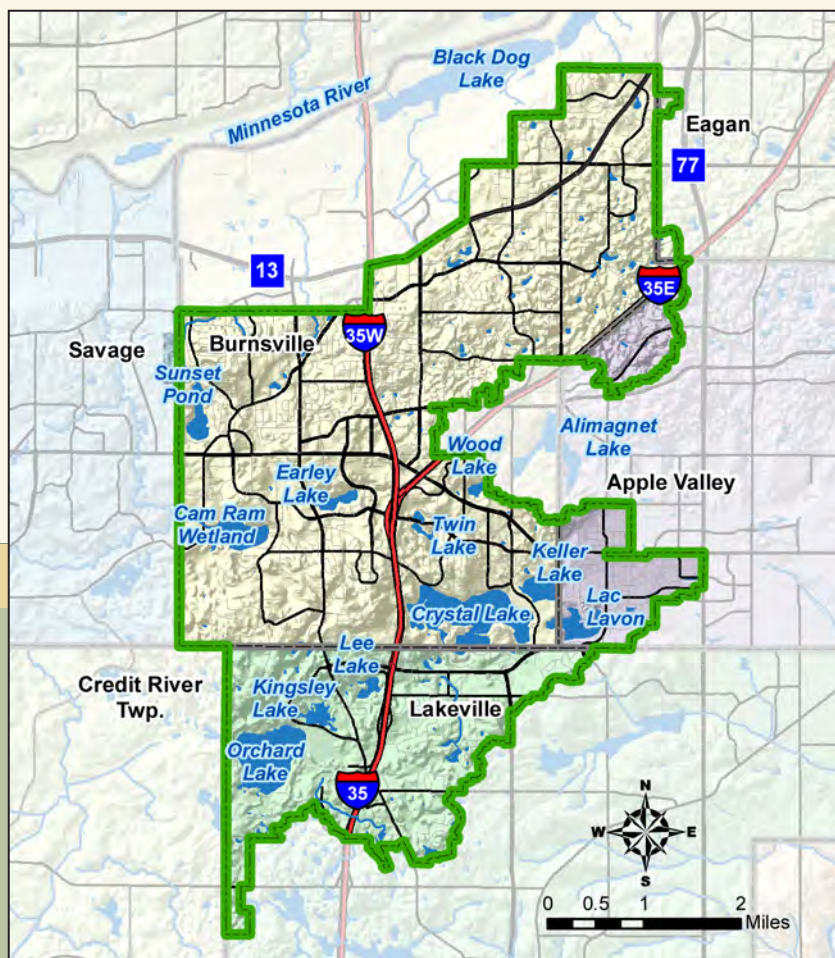 Black Dog
Lake
Minnesota River
Eagan
77
13
35E
35W
Savage
Burnsville
Sunset
Pond
Alimagnet
Lake
Wood
Lake
Apple Valley
Earley
Lake
Cam Ram
Wetland
Twin
Lake
Keller
Lake
Lac
Lavon
Crystal Lake
Lee
Lake
Credit River
Twp.
Kingsley
Lake
Lakeville
Orchard
Lake
35
N
W E
S
0 0.5 1 2
Miles